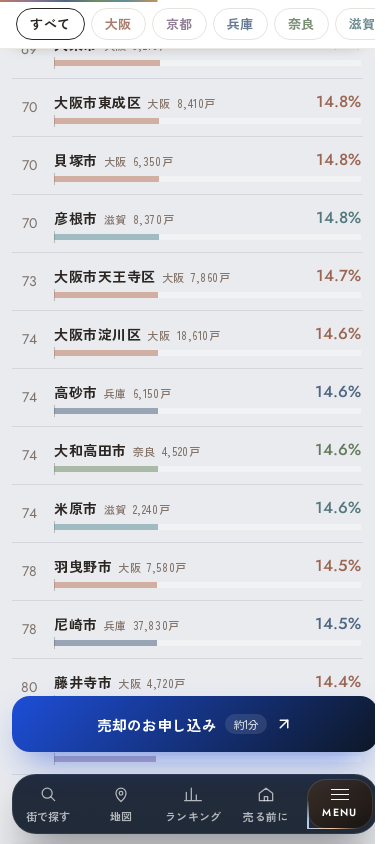 すべて 大阪 京都 兵庫 奈良 滋賀
69
70 大阪市東成区 大阪 8,410戸 14.8%
70 貝塚市 大阪 6,350戸 14.8%
70 彦根市 滋賀 8,370戸 14.8%
73 大阪市天王寺区 大阪 7,860戸 14.7%
74 大阪市淀川区 大阪 18,610戸 14.6%
74 高砂市 兵庫 6,150戸 14.6%
74 大和高田市 奈良 4,520戸 14.6%
74 米原市 滋賀 2,240戸 14.6%
78 羽曳野市 大阪 7,580戸 14.5%
78 尼崎市 兵庫 37,830戸 14.5%
80 藤井寺市 大阪 4,720戸 14.4%
売却のお申し込み 約1分
街で探す 地図 ランキング 売る前に MENU